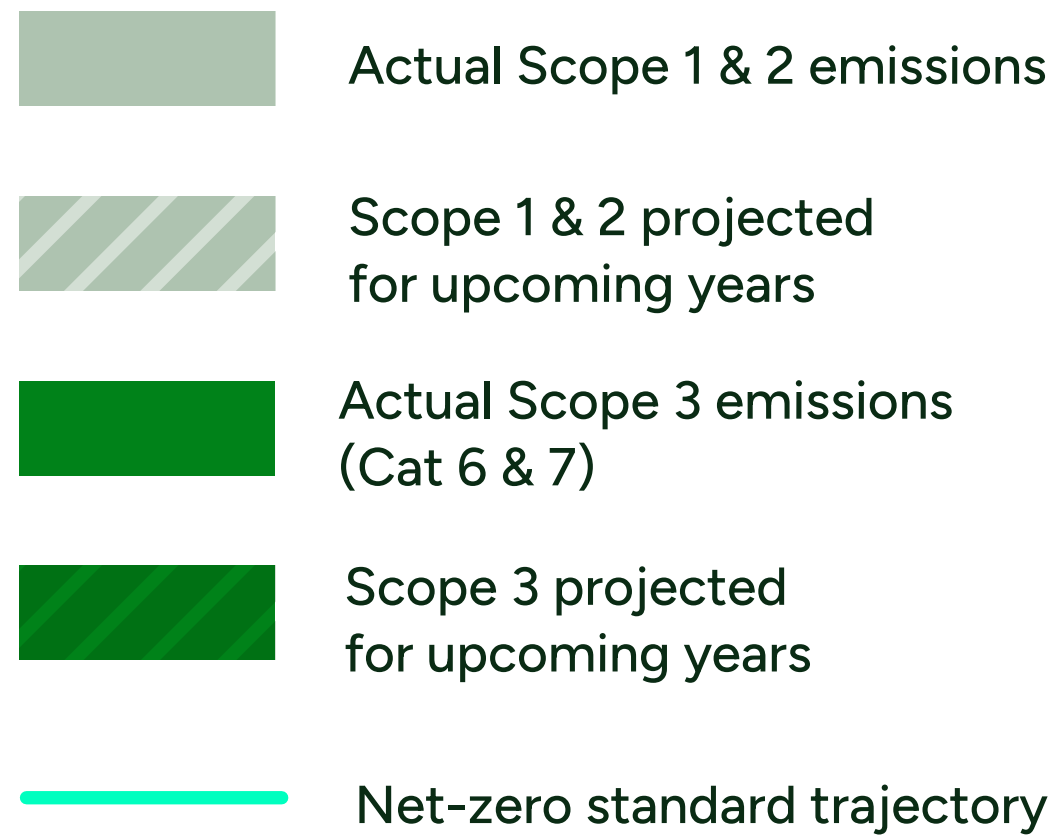 Actual Scope 1 & 2 emissions
Scope 1 & 2 projected
for upcoming years
Actual Scope 3 emissions
(Cat 6 & 7)
Scope 3 projected
for upcoming years
Net-zero standard trajectory